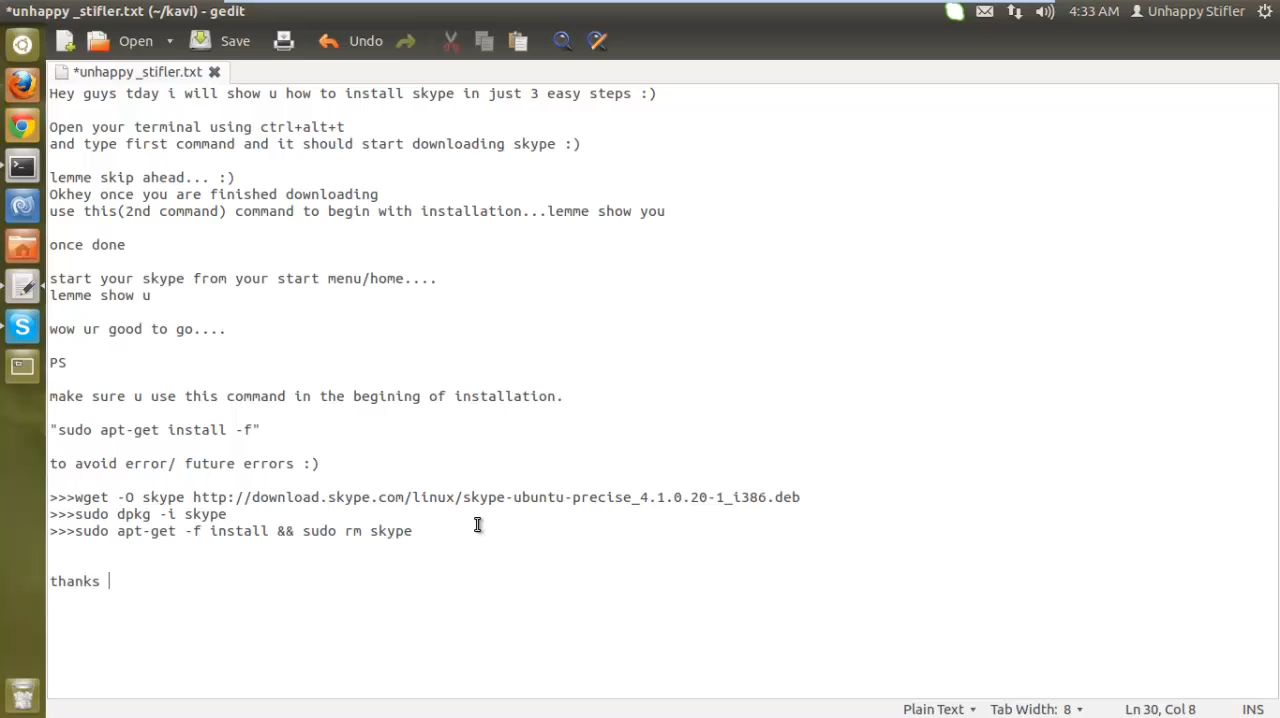 *unhappy_stifler.txt (~/kavi) - gedit
4:33 AM Unhappy Stifler
Open Save Undo
*unhappy_stifler.txt
Hey guys tday i will show u how to install skype in just 3 easy steps :)
Open your terminal using ctrl+alt+t
and type first command and it should start downloading skype :)
lemme skip ahead... :)
Okhey once you are finished downloading
use this(2nd command) command to begin with installation...lemme show you
once done
start your skype from your start menu/home....
lemme show u
wow ur good to go....
PS
make sure u use this command in the begining of installation.
"sudo apt-get install -f"
to avoid error/ future errors :)
>>>wget -O skype http://download.skype.com/linux/skype-ubuntu-precise_4.1.0.20-1_i386.deb
>>>sudo dpkg -i skype
>>>sudo apt-get -f install && sudo rm skype
thanks
Plain Text Tab Width: 8 Ln 30, Col 8 INS